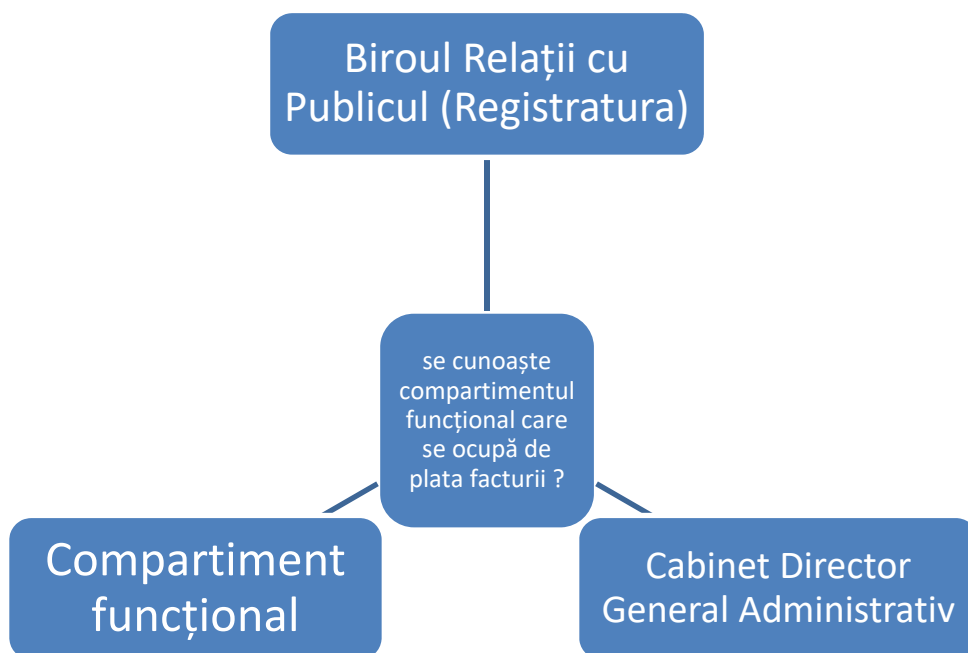 Biroul Relații cu
Publicul (Registratura)
se cunoaște
compartimentul
funcțional care
se ocupă de
plata facturii ?
Compartiment
funcțional
Cabinet Director
General Administrativ